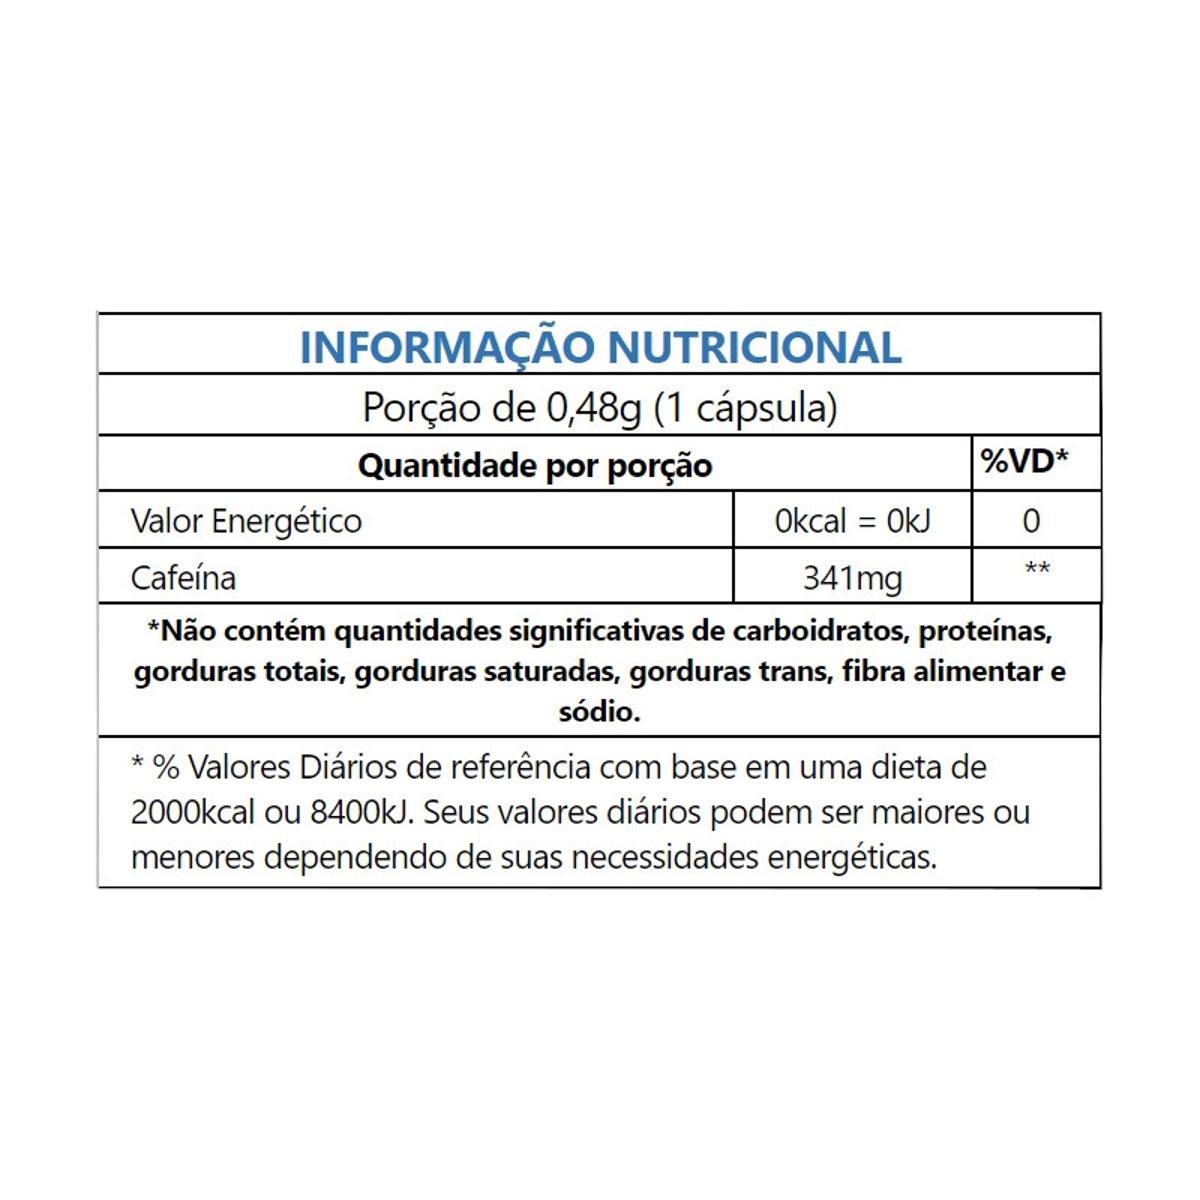 INFORMAÇÃO NUTRICIONAL
Porção de 0,48g (1 cápsula)
Quantidade por porção %VD*
Valor Energético 0kcal = 0kJ 0
Cafeína 341mg **
*Não contém quantidades significativas de carboidratos, proteínas,
gorduras totais, gorduras saturadas, gorduras trans, fibra alimentar e
sódio.
* % Valores Diários de referência com base em uma dieta de
2000kcal ou 8400kJ. Seus valores diários podem ser maiores ou
menores dependendo de suas necessidades energéticas.